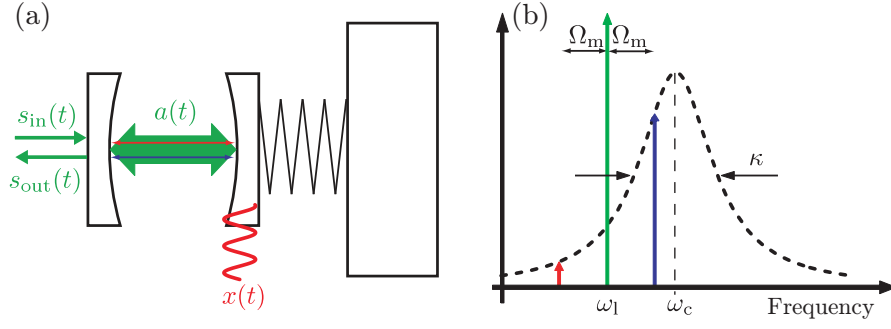 (a)
s_in(t)
a(t)
s_out(t)
x(t)
(b)
Ω_m Ω_m
κ
ω_l ω_c Frequency